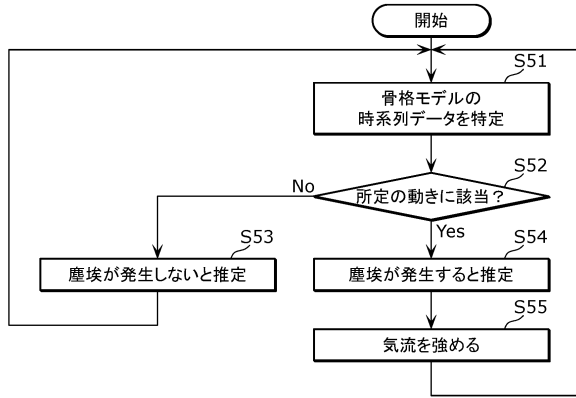 開始
S51
骨格モデルの
時系列データを特定
S52
所定の動きに該当?
No
Yes
S53
塵埃が発生しないと推定
S54
塵埃が発生すると推定
S55
気流を強める